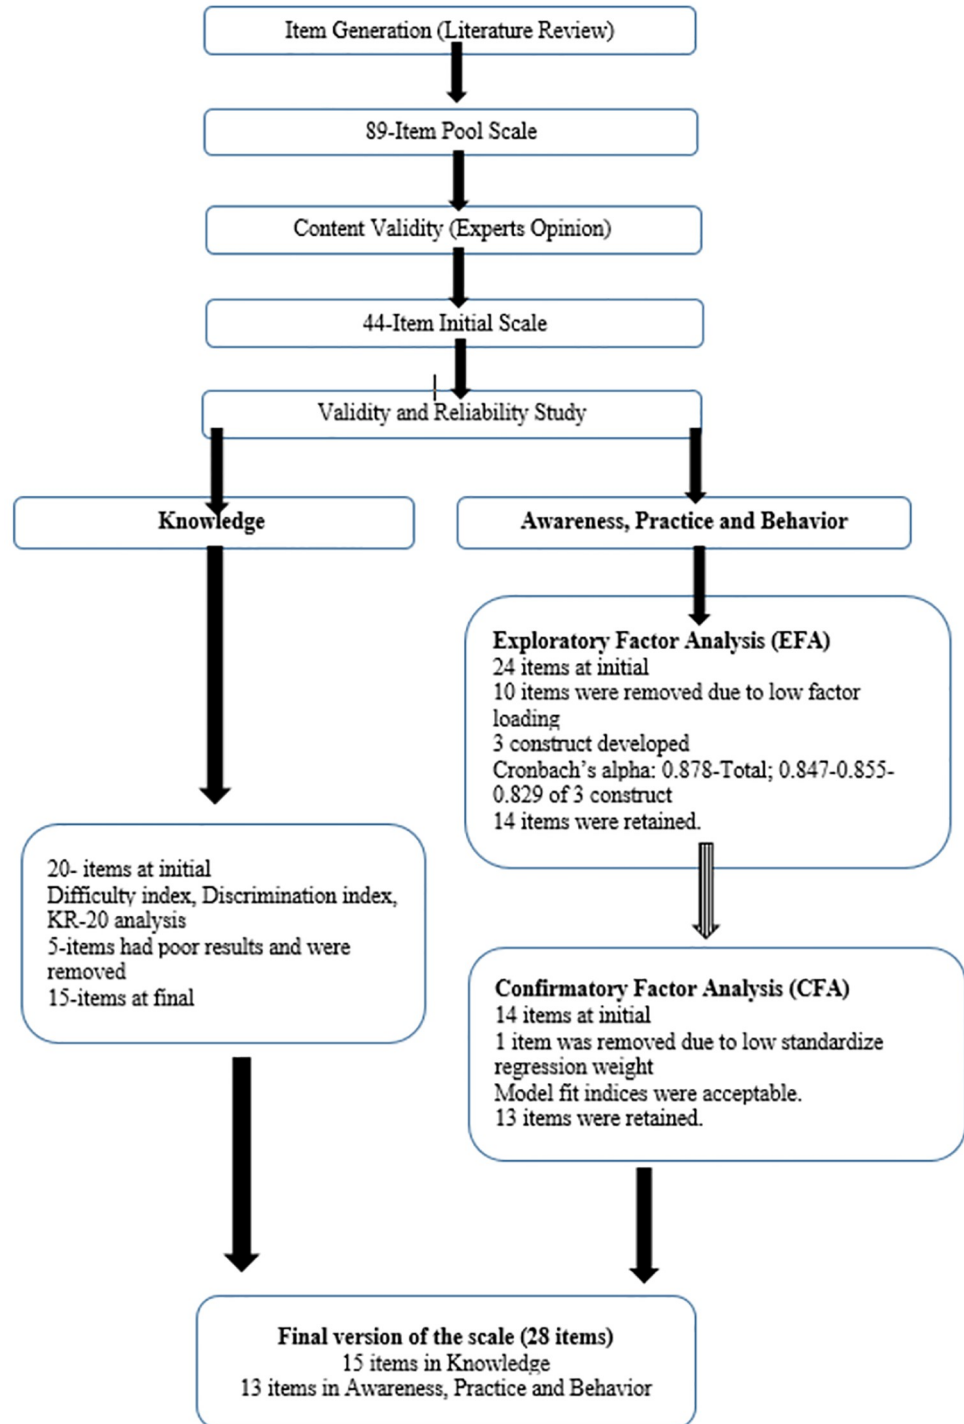 Item Generation (Literature Review)
89-Item Pool Scale
Content Validity (Experts Opinion)
44-Item Initial Scale
Validity and Reliability Study
Knowledge
Awareness, Practice and Behavior
Exploratory Factor Analysis (EFA)
24 items at initial
10 items were removed due to low factor
loading
3 construct developed
Cronbach's alpha: 0.878-Total; 0.847-0.855-
0.829 of 3 construct
14 items were retained.
20- items at initial
Difficulty index, Discrimination index,
KR-20 analysis
5-items had poor results and were
removed
15-items at final
Confirmatory Factor Analysis (CFA)
14 items at initial
1 item was removed due to low standardize
regression weight
Model fit indices were acceptable.
13 items were retained.
Final version of the scale (28 items)
15 items in Knowledge
13 items in Awareness, Practice and Behavior